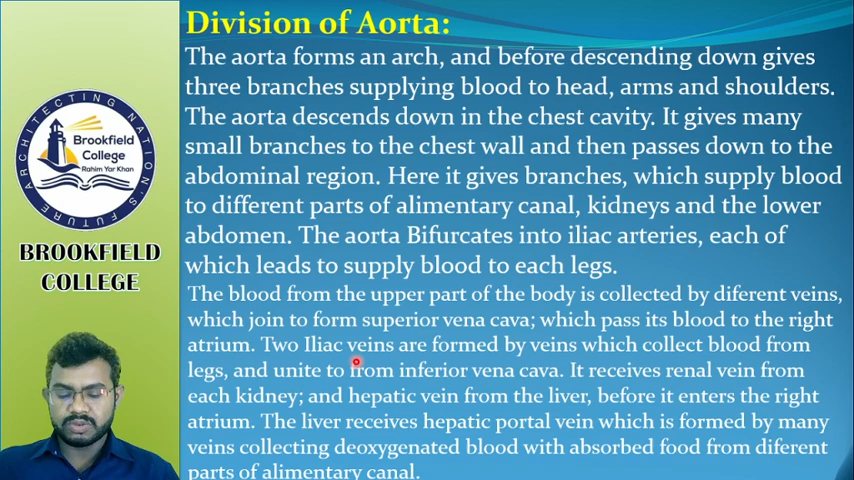 Division of Aorta:
The aorta forms an arch, and before descending down gives
three branches supplying blood to head, arms and shoulders.
The aorta descends down in the chest cavity. It gives many
small branches to the chest wall and then passes down to the
abdominal region. Here it gives branches, which supply blood
to different parts of alimentary canal, kidneys and the lower
abdomen. The aorta Bifurcates into iliac arteries, each of
which leads to supply blood to each legs.
The blood from the upper part of the body is collected by diferent veins,
which join to form superior vena cava; which pass its blood to the right
atrium. Two Iliac veins are formed by veins which collect blood from
legs, and unite to from inferior vena cava. It receives renal vein from
each kidney; and hepatic vein from the liver, before it enters the right
atrium. The liver receives hepatic portal vein which is formed by many
veins collecting deoxygenated blood with absorbed food from diferent
parts of alimentary canal.
ARCHITECTING NATION'S FUTURE
Brookfield
College
Rahim Yar Khan
BROOKFIELD
COLLEGE